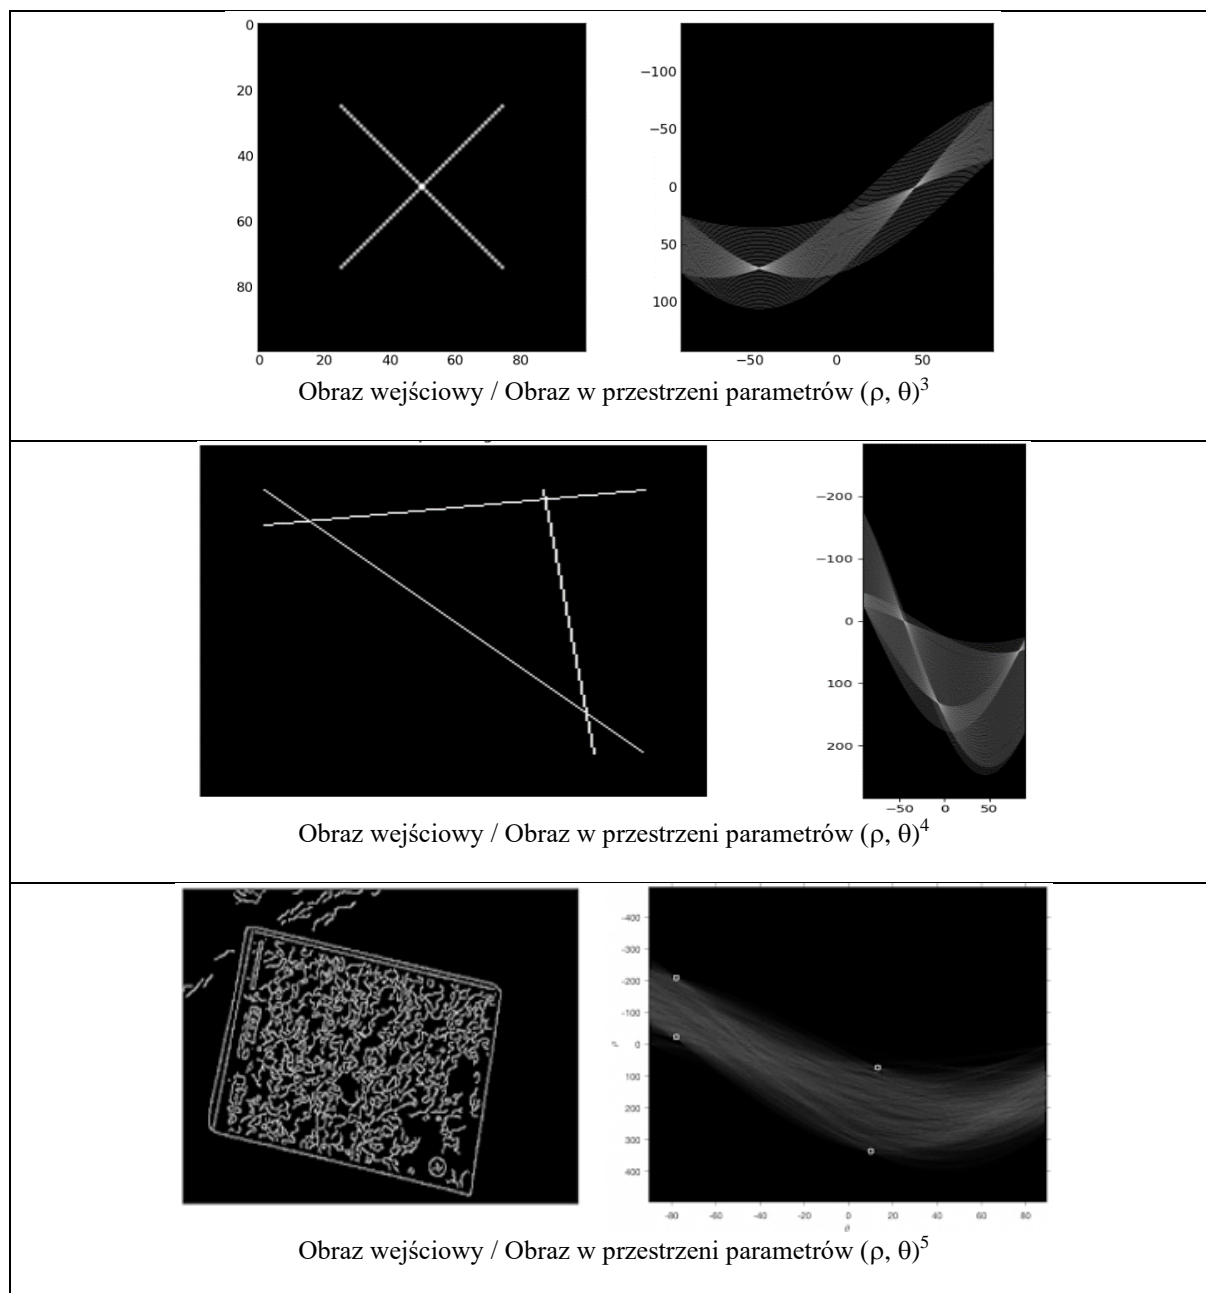 0
20
40
60
80
0 20 40 60 80
−100
−50
0
50
100
−50 0 50
Obraz wejściowy / Obraz w przestrzeni parametrów (ρ, θ)3
−200
−100
0
100
200
−50 0 50
Obraz wejściowy / Obraz w przestrzeni parametrów (ρ, θ)4
-400
-300
-200
-100
0
100
200
300
400
ρ
-80 -60 -40 -20 0 20 40 60 80
θ
Obraz wejściowy / Obraz w przestrzeni parametrów (ρ, θ)5